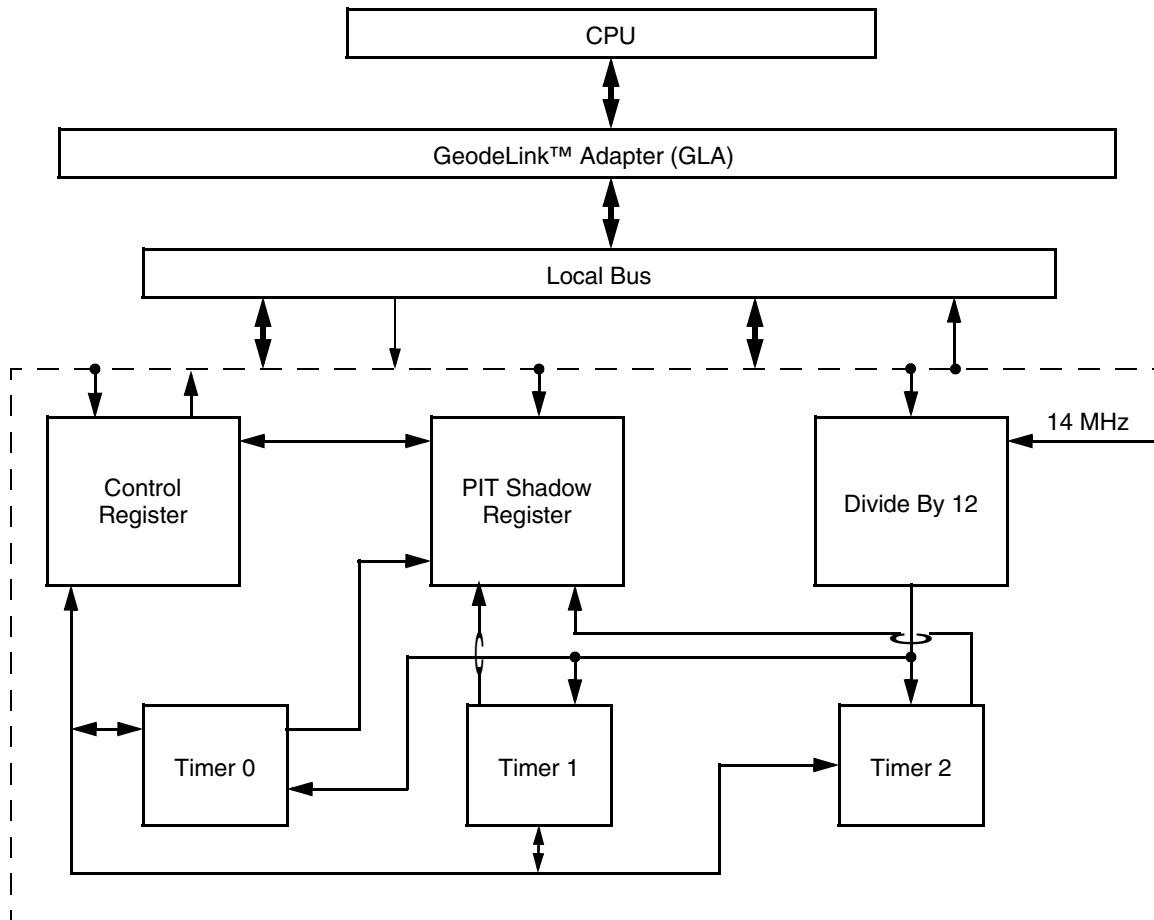 CPU
GeodeLink™ Adapter (GLA)
Local Bus
14 MHz
Control
Register
PIT Shadow
Register
Divide By 12
Timer 0
Timer 1
Timer 2